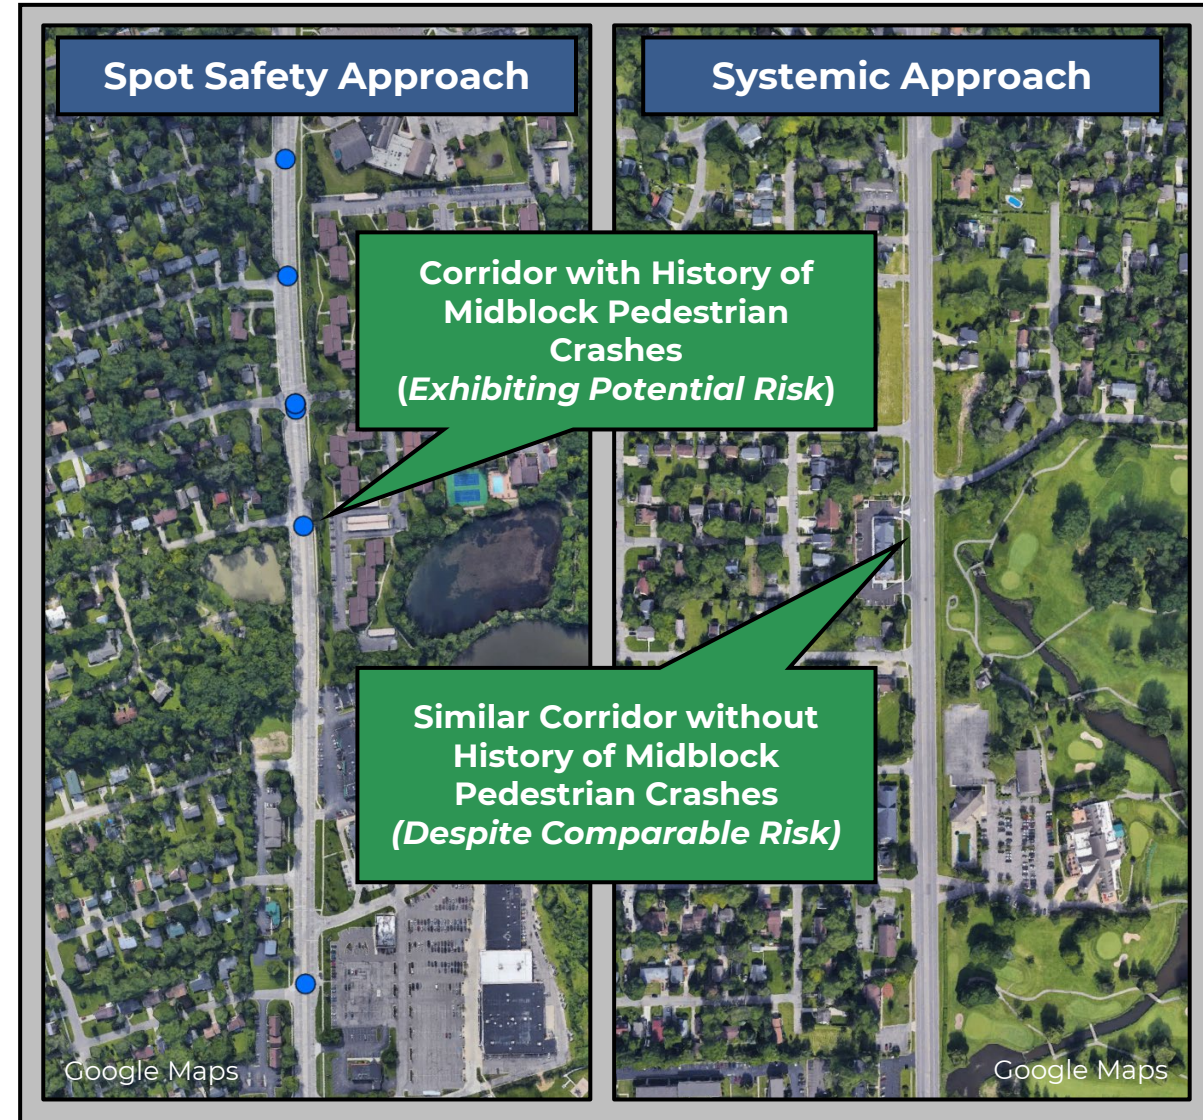 Spot Safety Approach
Systemic Approach
Corridor with History of
Midblock Pedestrian
Crashes
(Exhibiting Potential Risk)
Similar Corridor without
History of Midblock
Pedestrian Crashes
(Despite Comparable Risk)
Google Maps
Google Maps